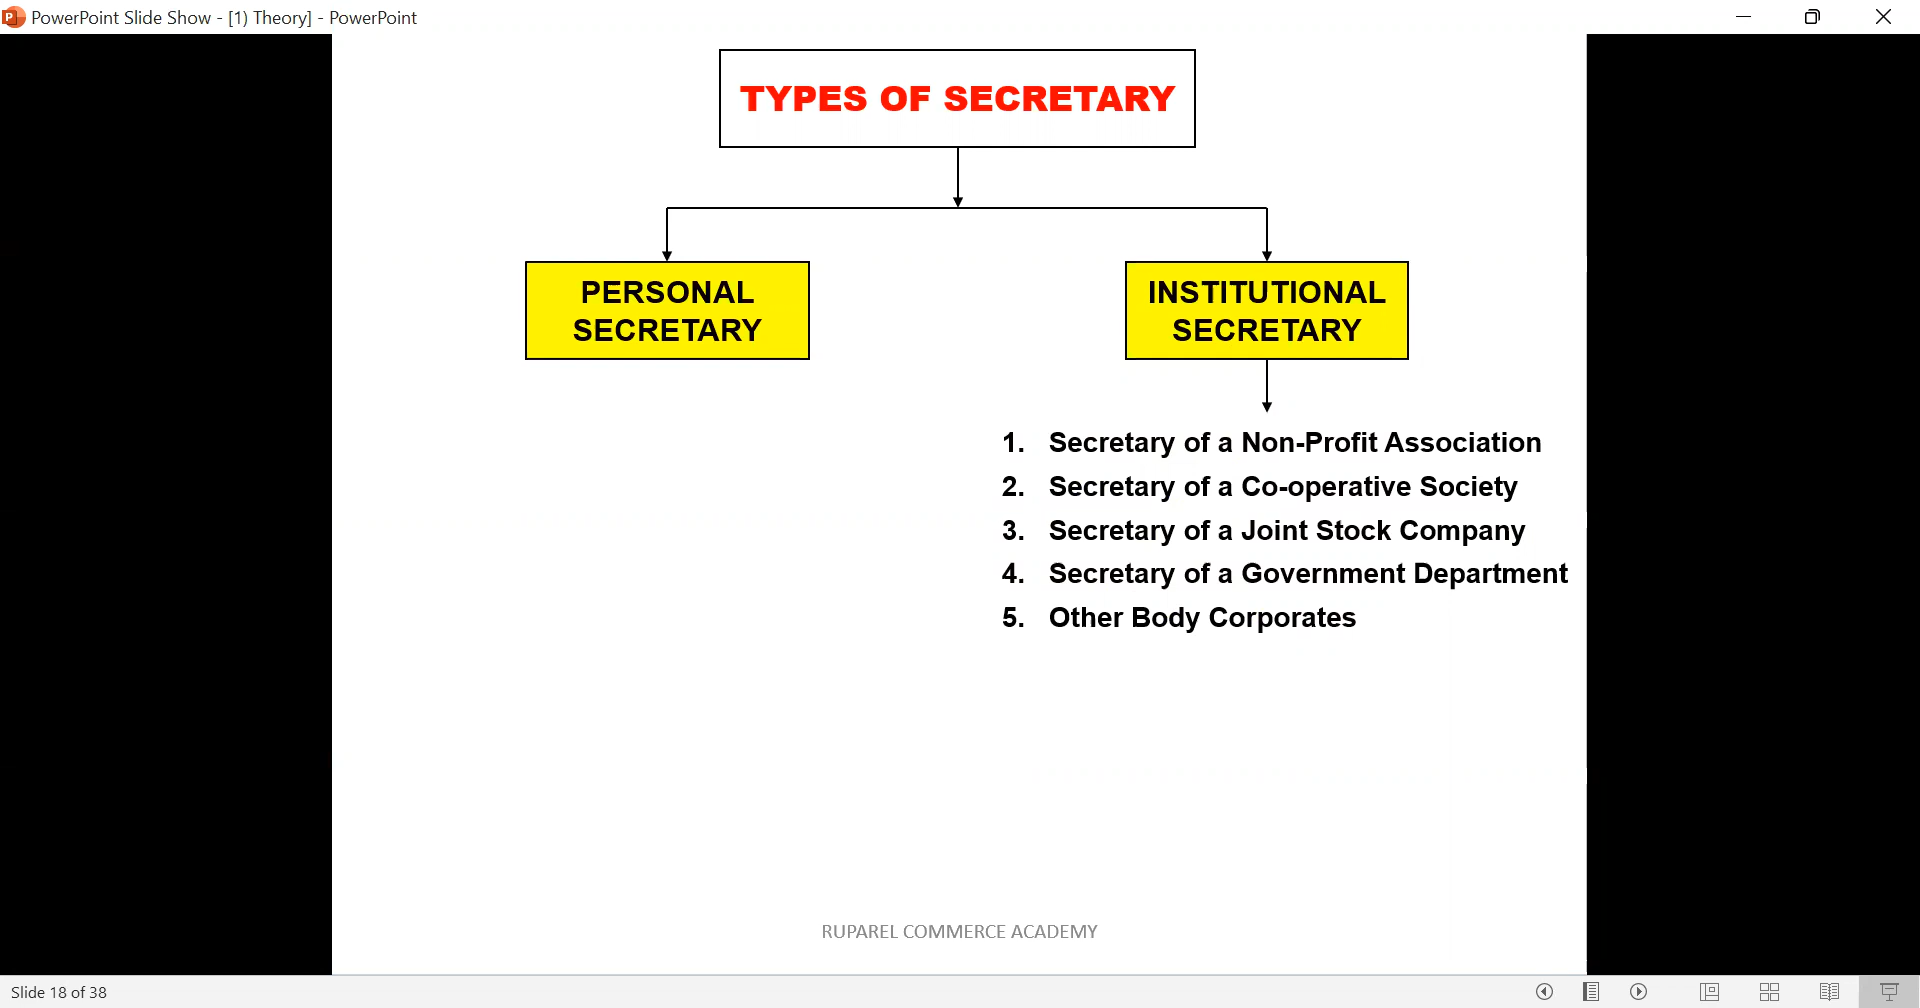 PowerPoint Slide Show - [1) Theory] - PowerPoint
TYPES OF SECRETARY
PERSONAL
SECRETARY
INSTITUTIONAL
SECRETARY
1. Secretary of a Non-Profit Association
2. Secretary of a Co-operative Society
3. Secretary of a Joint Stock Company
4. Secretary of a Government Department
5. Other Body Corporates
RUPAREL COMMERCE ACADEMY
Slide 18 of 38